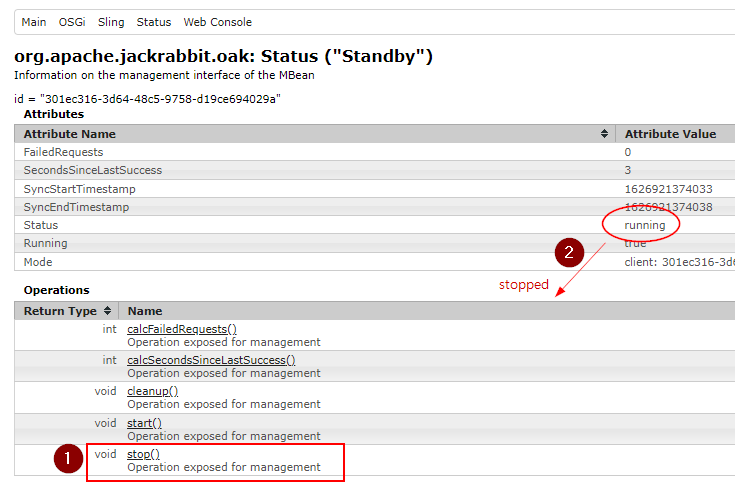 Main OSGi Sling Status Web Console
org.apache.jackrabbit.oak: Status ("Standby")
Information on the management interface of the MBean
id = "301ec316-3d64-48c5-9758-d19ce694029a"
Attributes
Attribute Name Attribute Value
FailedRequests 0
SecondsSinceLastSuccess 3
SyncStartTimestamp 1626921374033
SyncEndTimestamp 1626921374038
Status running
Running true
2
Mode client: 301ec316-3d6
stopped
Operations
Return Type Name
int calcFailedRequests()
Operation exposed for management
int calcSecondsSinceLastSuccess()
Operation exposed for management
void cleanup()
Operation exposed for management
void start()
Operation exposed for management
1 void stop()
Operation exposed for management